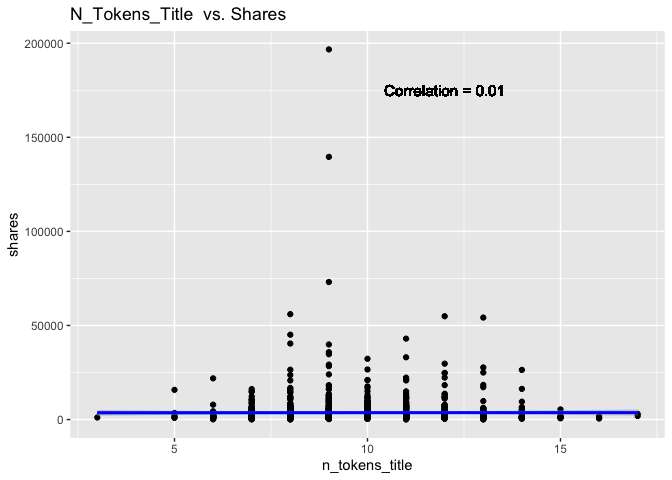 N_Tokens_Title  vs. Shares
200000
Correlation = 0.01
150000
shares
100000
50000
0
5
10
15
n_tokens_title